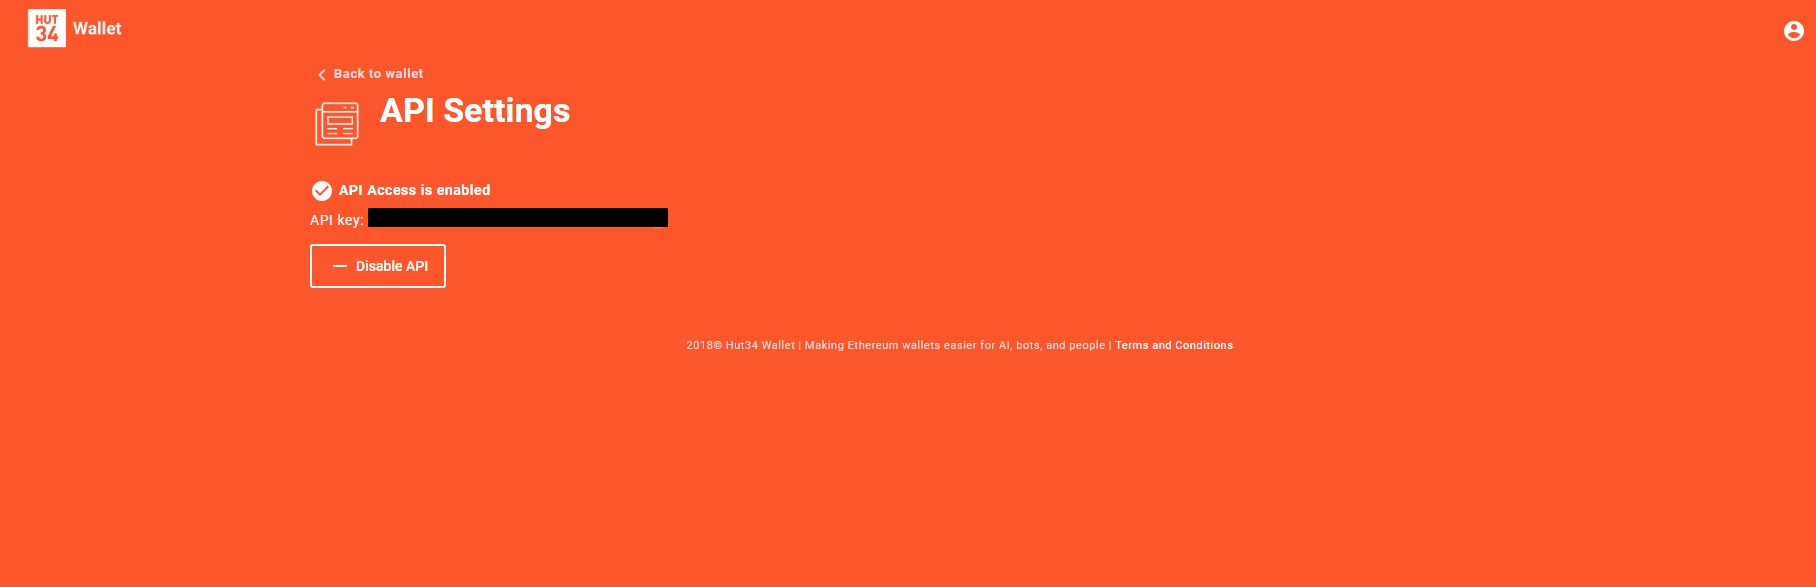 HUT
34
Wallet
Back to wallet
API Settings
API Access is enabled
API key:
Disable API
2018© Hut34 Wallet | Making Ethereum wallets easier for AI, bots, and people | Terms and Conditions